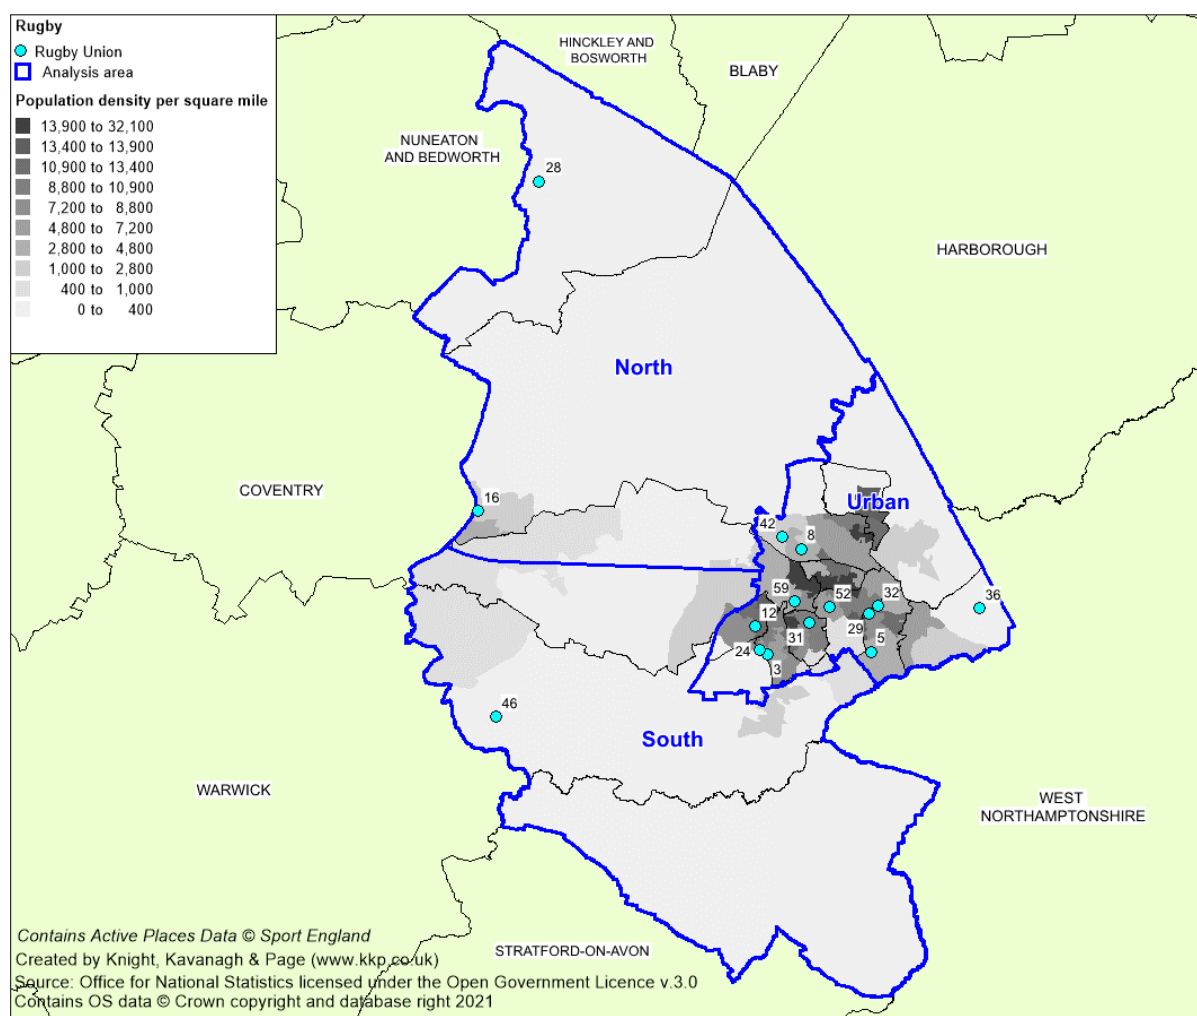 Rugby
Rugby Union
Analysis area
Population density per square mile
13,900 to 32,100
13,400 to 13,900
10,900 to 13,400
8,800 to 10,900
7,200 to 8,800
4,800 to 7,200
2,800 to 4,800
1,000 to 2,800
400 to 1,000
0 to 400
HINCKLEY AND
BOSWORTH
BLABY
NUNEATON
AND BEDWORTH
28
HARBOROUGH
North
COVENTRY
16
Urban
42
8
59
52
32
36
12
29
31
5
24
3
46
South
WARWICK
WEST
NORTHAMPTONSHIRE
STRATFORD-ON-AVON
Contains Active Places Data © Sport England
Created by Knight, Kavanagh & Page (www.kkp.co.uk)
Source: Office for National Statistics licensed under the Open Government Licence v.3.0
Contains OS data © Crown copyright and database right 2021